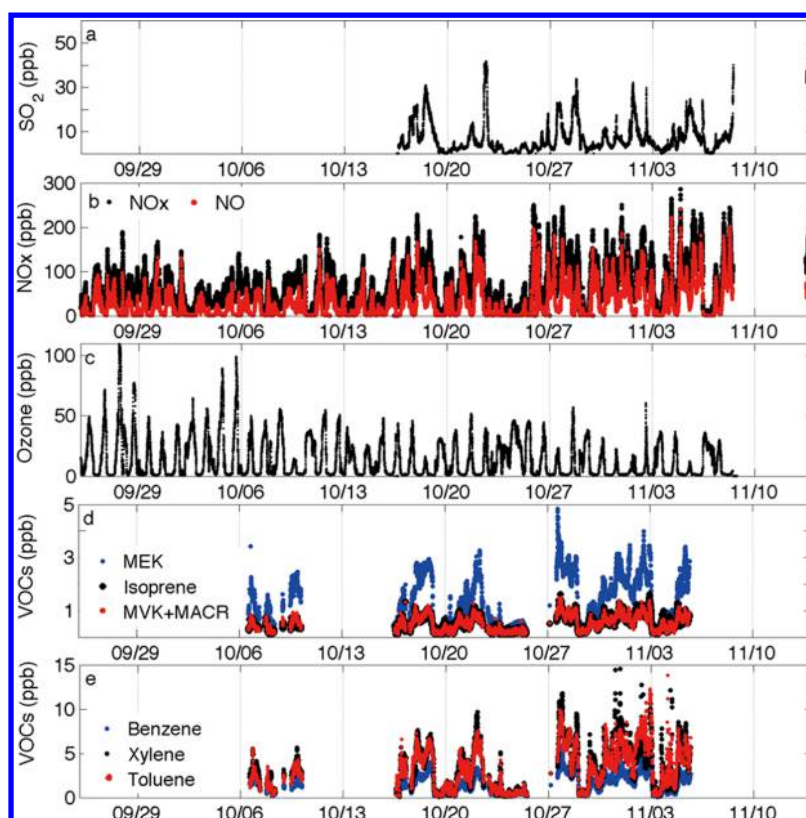 a
SO2 (ppb)
50
30
10
09/29 10/06 10/13 10/20 10/27 11/03 11/10
b NOx NO
NOx (ppb)
300
200
100
0
09/29 10/06 10/13 10/20 10/27 11/03 11/10
c
Ozone (ppb)
100
50
0
09/29 10/06 10/13 10/20 10/27 11/03 11/10
d
VOCs (ppb)
5
3
1
MEK
Isoprene
MVK+MACR
09/29 10/06 10/13 10/20 10/27 11/03 11/10
e
VOCs (ppb)
15
10
5
0
Benzene
Xylene
Toluene
09/29 10/06 10/13 10/20 10/27 11/03 11/10